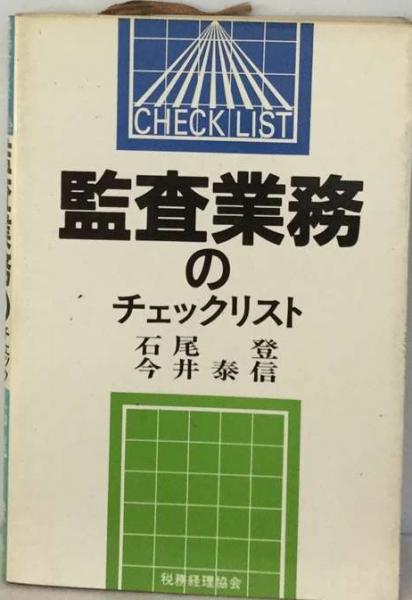 CHECK LIST
監査業務
の
チェックリスト
石尾 登
今井泰信
税務経理協会